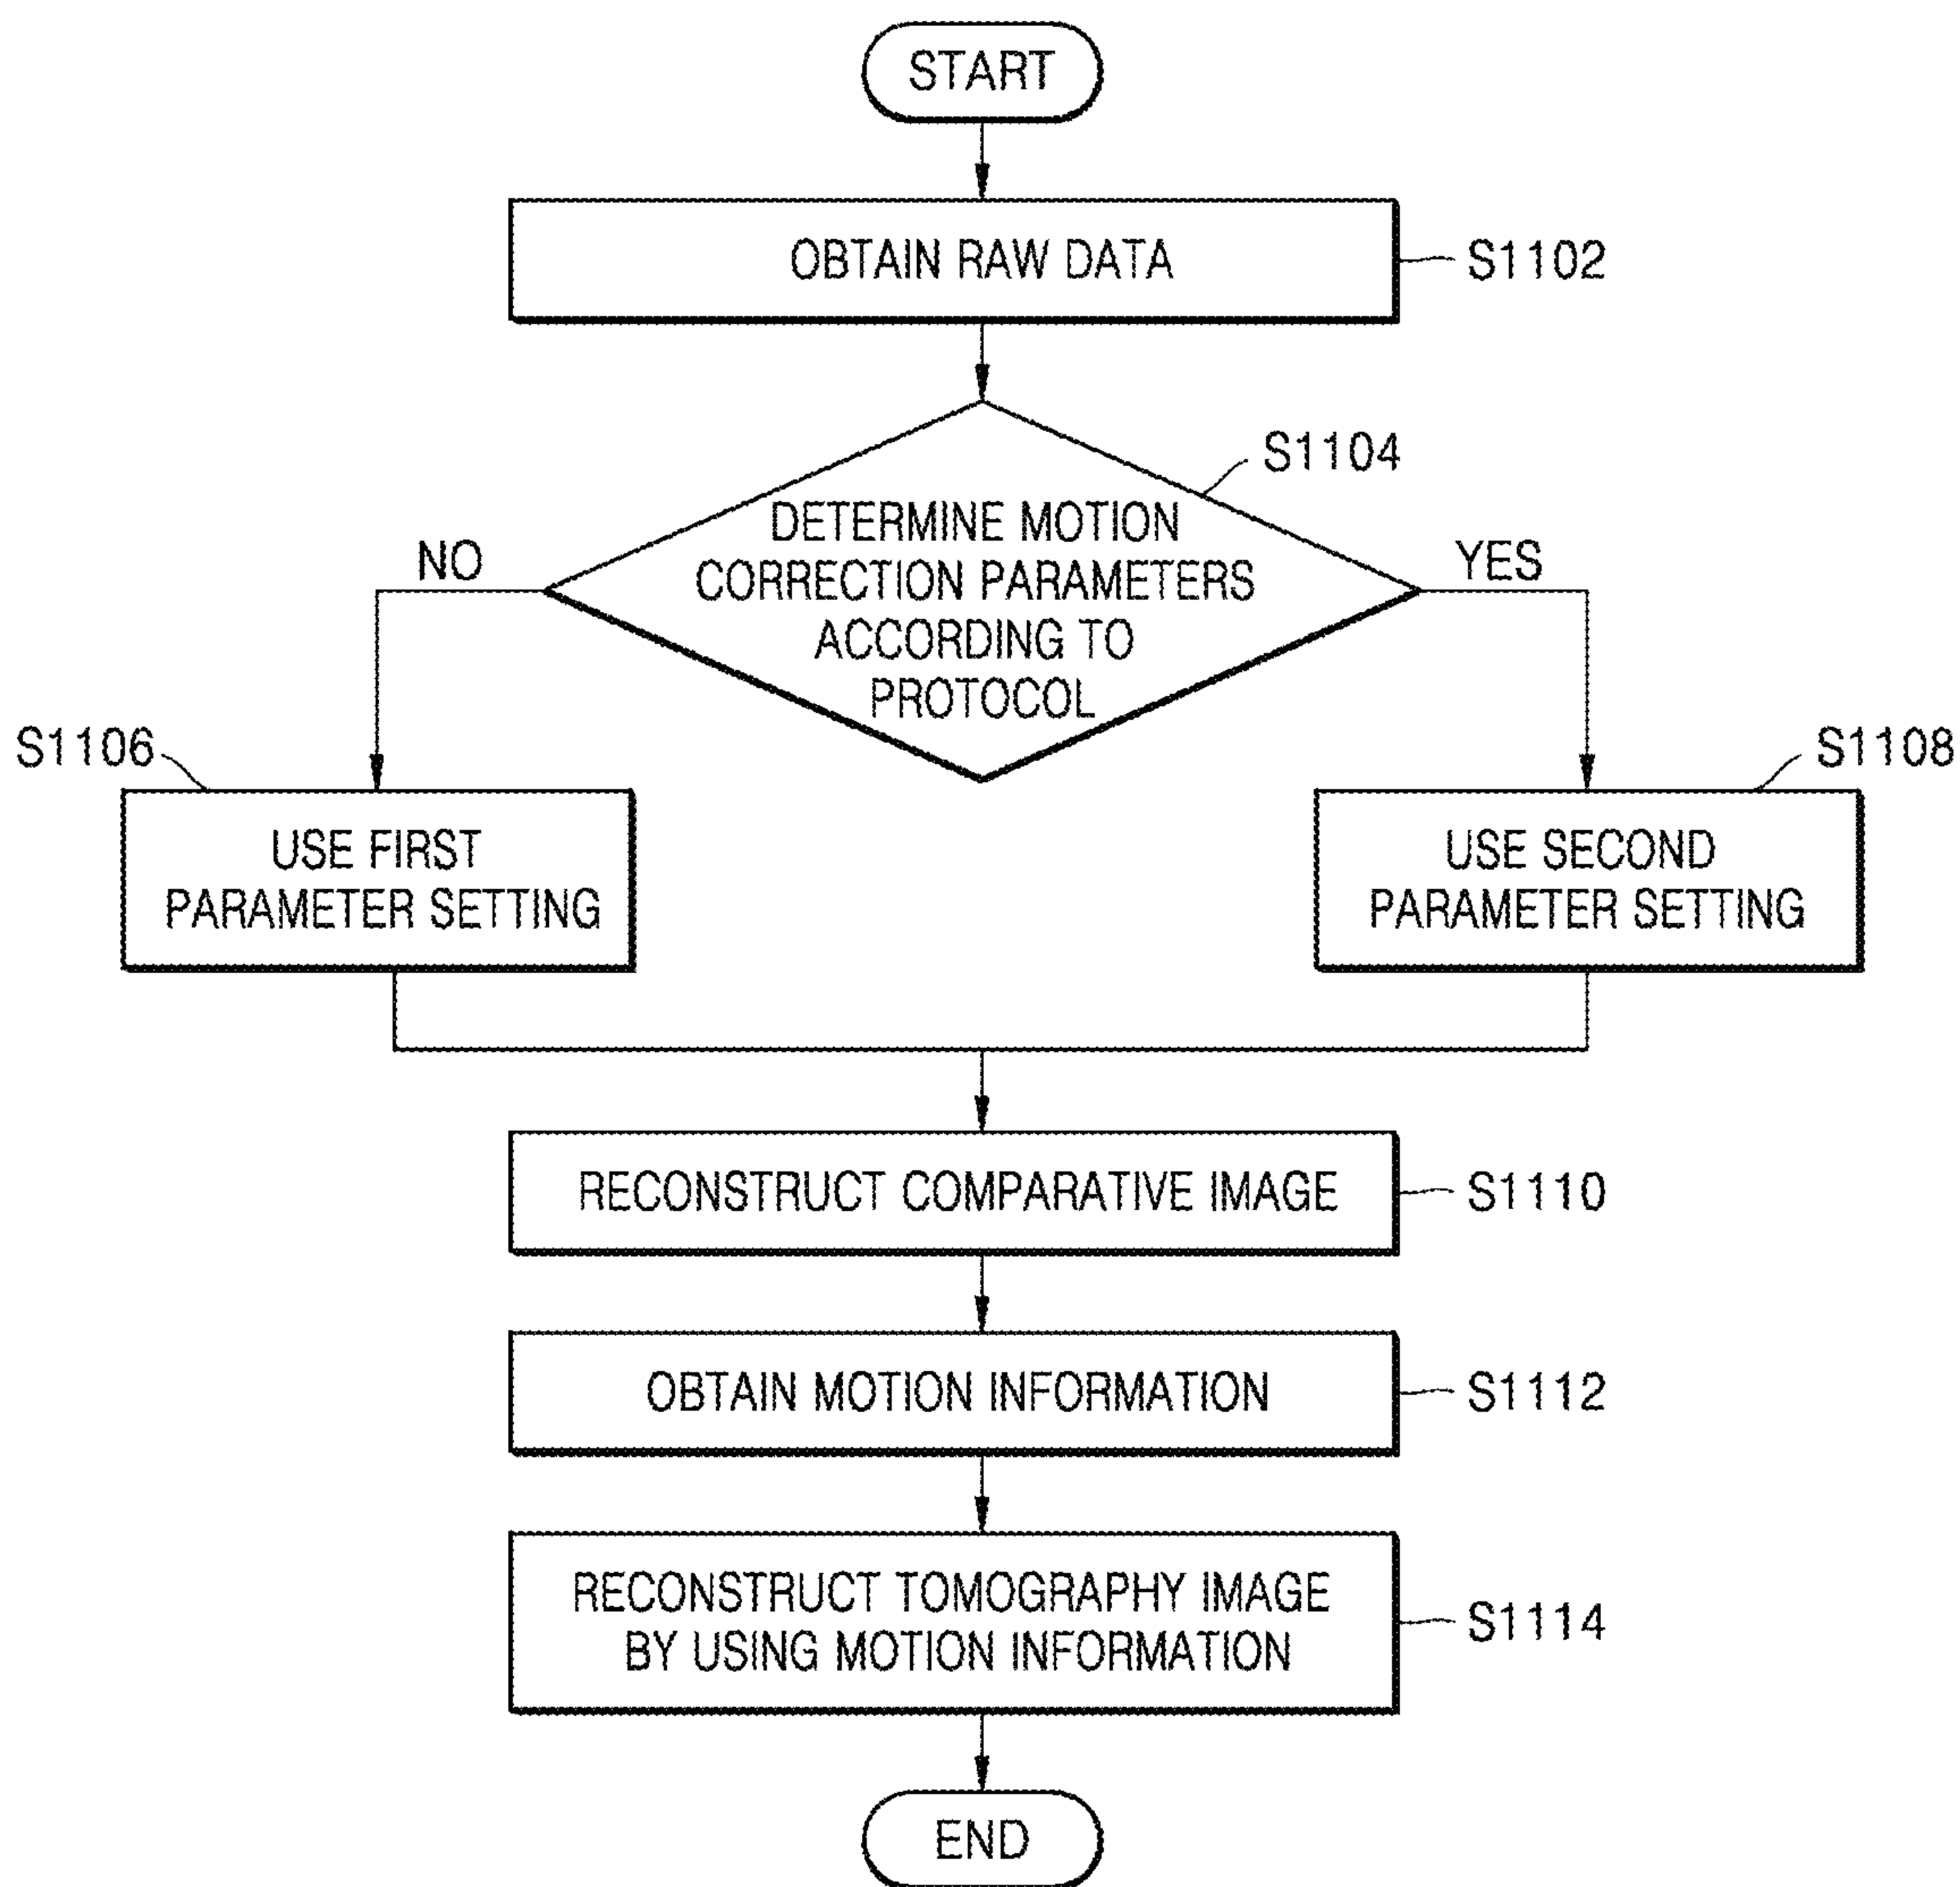 START
OBTAIN RAW DATA
S1102
S1104
DETERMINE MOTION
CORRECTION PARAMETERS
ACCORDING TO
PROTOCOL
NO
YES
S1106
USE FIRST
PARAMETER SETTING
S1108
USE SECOND
PARAMETER SETTING
RECONSTRUCT COMPARATIVE IMAGE
S1110
OBTAIN MOTION INFORMATION
S1112
RECONSTRUCT TOMOGRAPHY IMAGE
BY USING MOTION INFORMATION
S1114
END